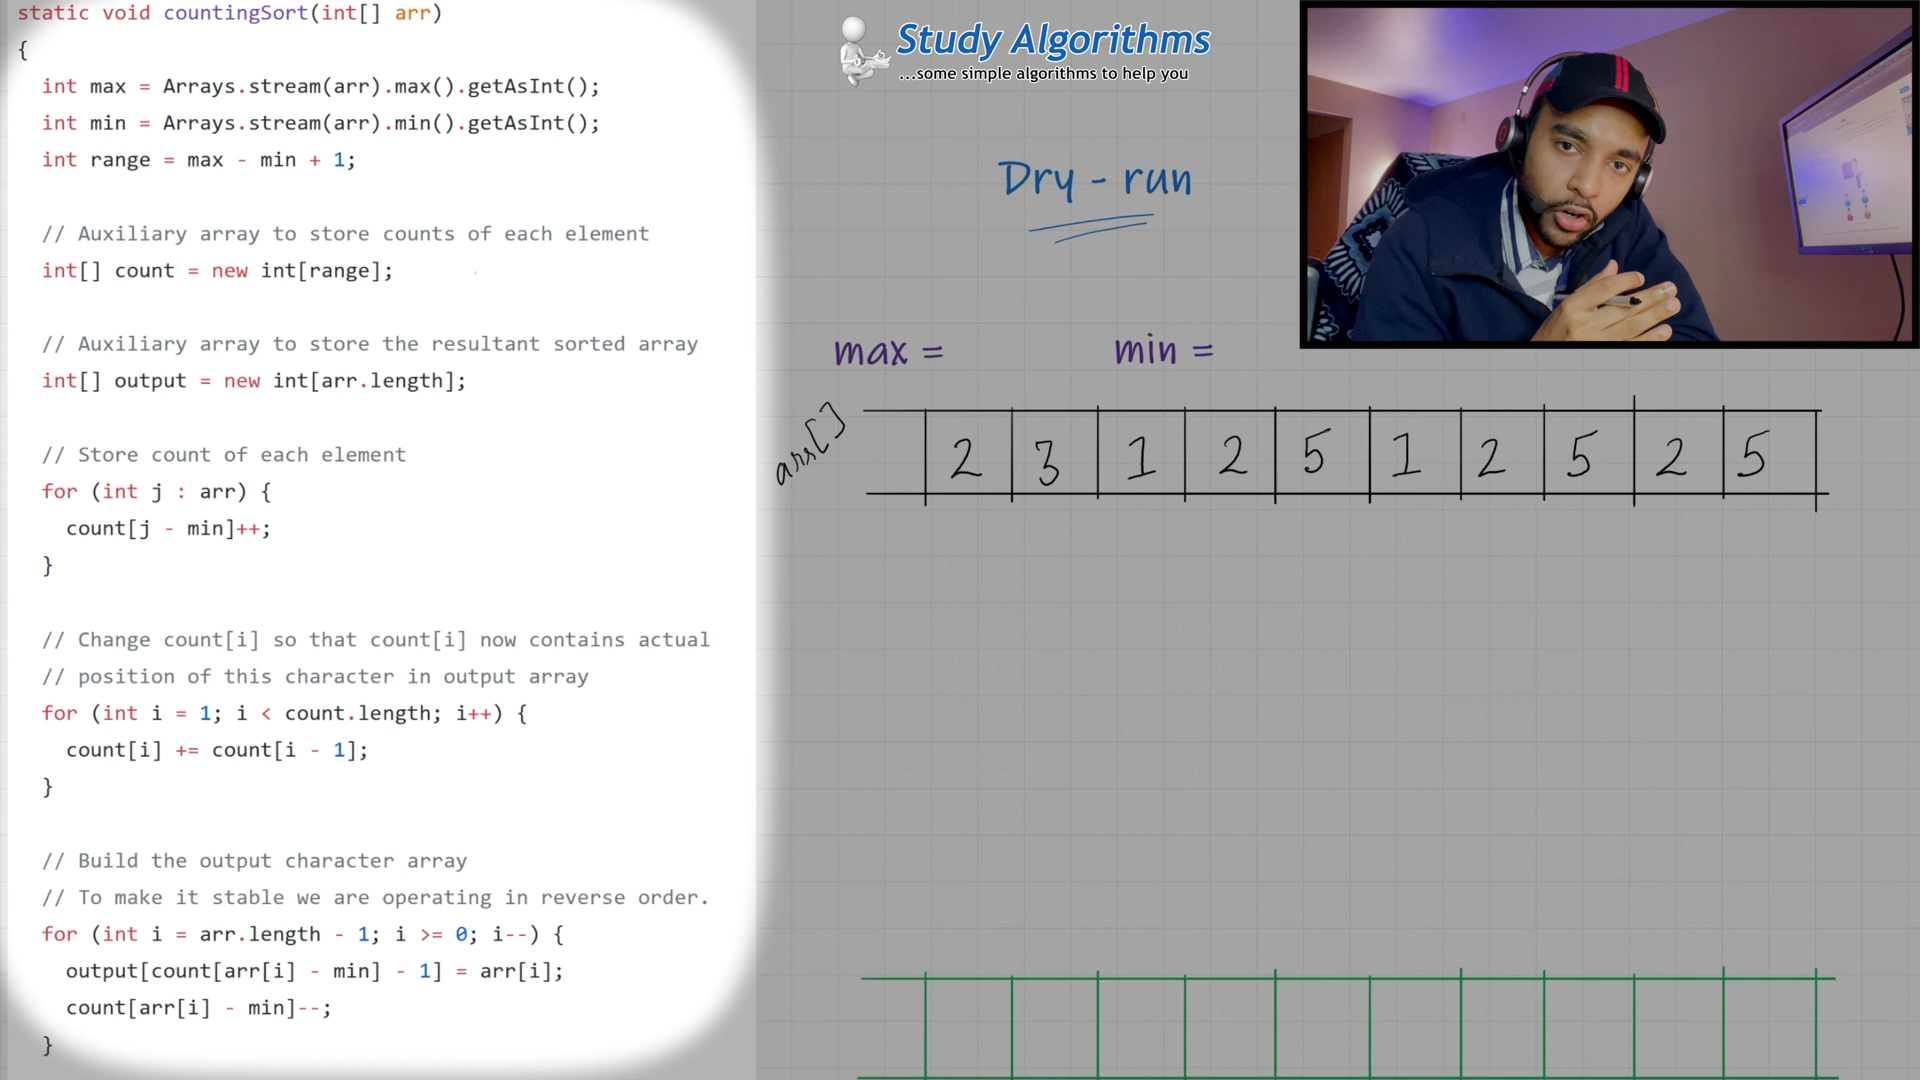 static void countingSort(int[] arr)
{
int max = Arrays.stream(arr).max().getAsInt();
int min = Arrays.stream(arr).min().getAsInt();
int range = max - min + 1;
// Auxiliary array to store counts of each element
int[] count = new int[range];
// Auxiliary array to store the resultant sorted array
int[] output = new int[arr.length];
// Store count of each element
for (int j : arr) {
count[j - min]++;
}
// Change count[i] so that count[i] now contains actual
// position of this character in output array
for (int i = 1; i < count.length; i++) {
count[i] += count[i - 1];
}
// Build the output character array
// To make it stable we are operating in reverse order.
for (int i = arr.length - 1; i >= 0; i--) {
output[count[arr[i] - min] - 1] = arr[i];
count[arr[i] - min]--;
}
Study Algorithms
...some simple algorithms to help you
Dry - run
max = min =
arr[] 2 3 1 2 5 1 2 5 2 5